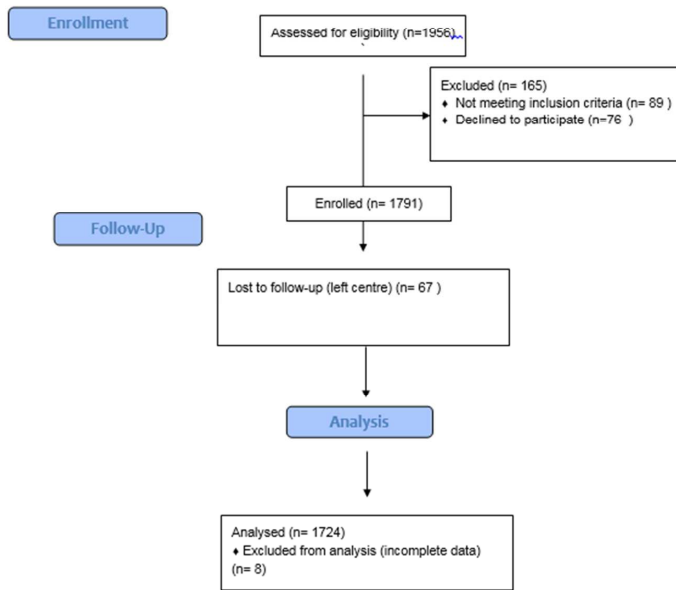 Enrollment
Assessed for eligibility (n=1956)
Excluded (n= 165)
♦ Not meeting inclusion criteria (n= 89 )
♦ Declined to participate (n=76 )
Enrolled (n= 1791)
Follow-Up
Lost to follow-up (left centre) (n= 67 )
Analysis
Analysed (n= 1724)
♦ Excluded from analysis (incomplete data)
(n= 8)